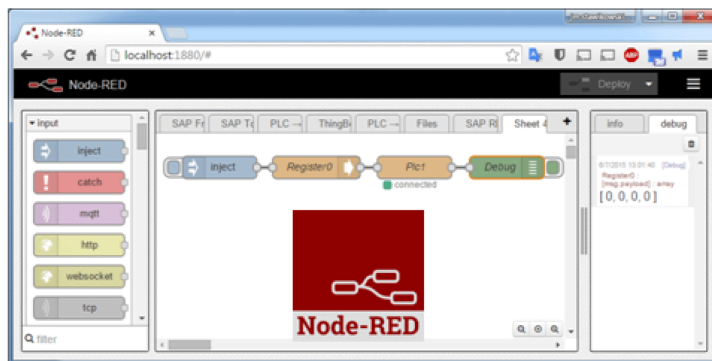 Node-RED
localhost:1880/#
Node-RED
Deploy
input
SAP Fr
SAP To
PLC →
ThingBi
PLC →
Files
SAP RI
Sheet 4
+
info
debug
inject
catch
mqtt
http
websocket
tcp
filter
inject
Register0
Plc1
Debug
connected
6/7/2015 13:01:40 [Debug]
Register0 :
[msg.payload] : array
[ 0, 0, 0, 0 ]
Node-RED